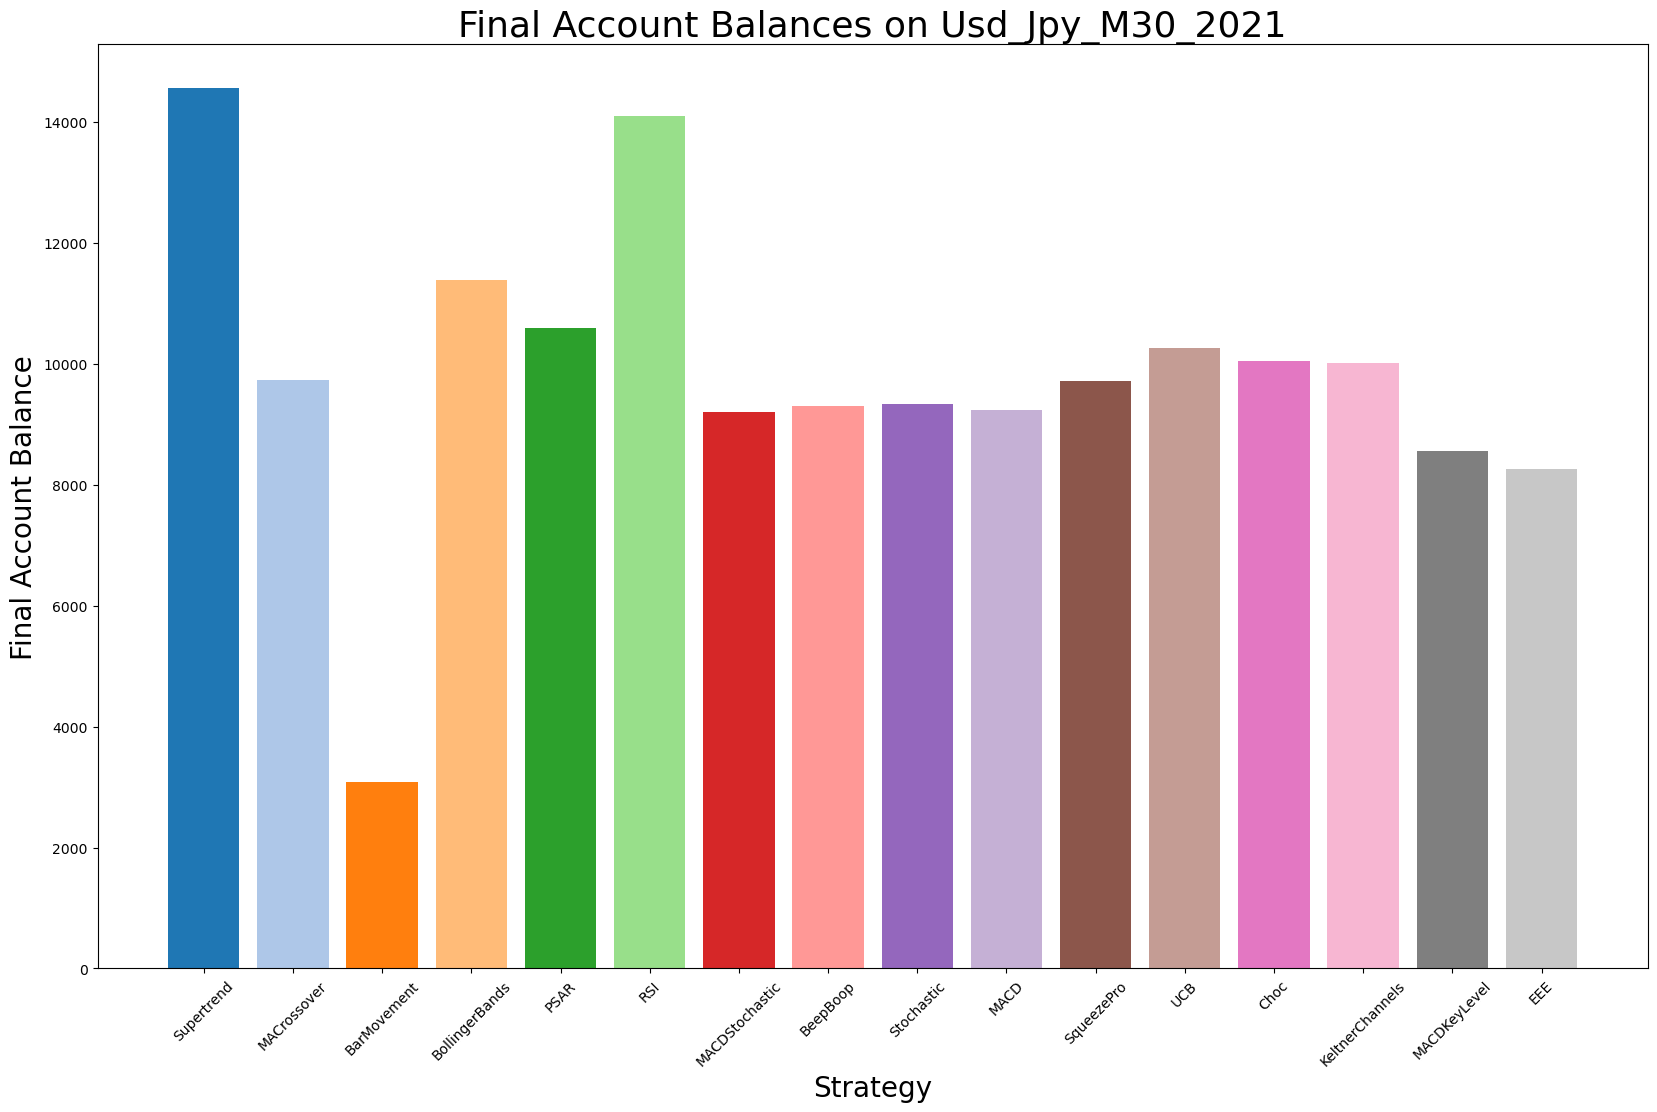 Final Account Balances on Usd_Jpy_M30_2021
Final Account Balance
14000
12000
10000
8000
6000
4000
2000
0
Supertrend
MACrossover
BarMovement
BollingerBands
PSAR
RSI
MACDStochastic
BeepBoop
Stochastic
MACD
SqueezePro
UCB
Choc
KeltnerChannels
MACDKeyLevel
EEE
Strategy